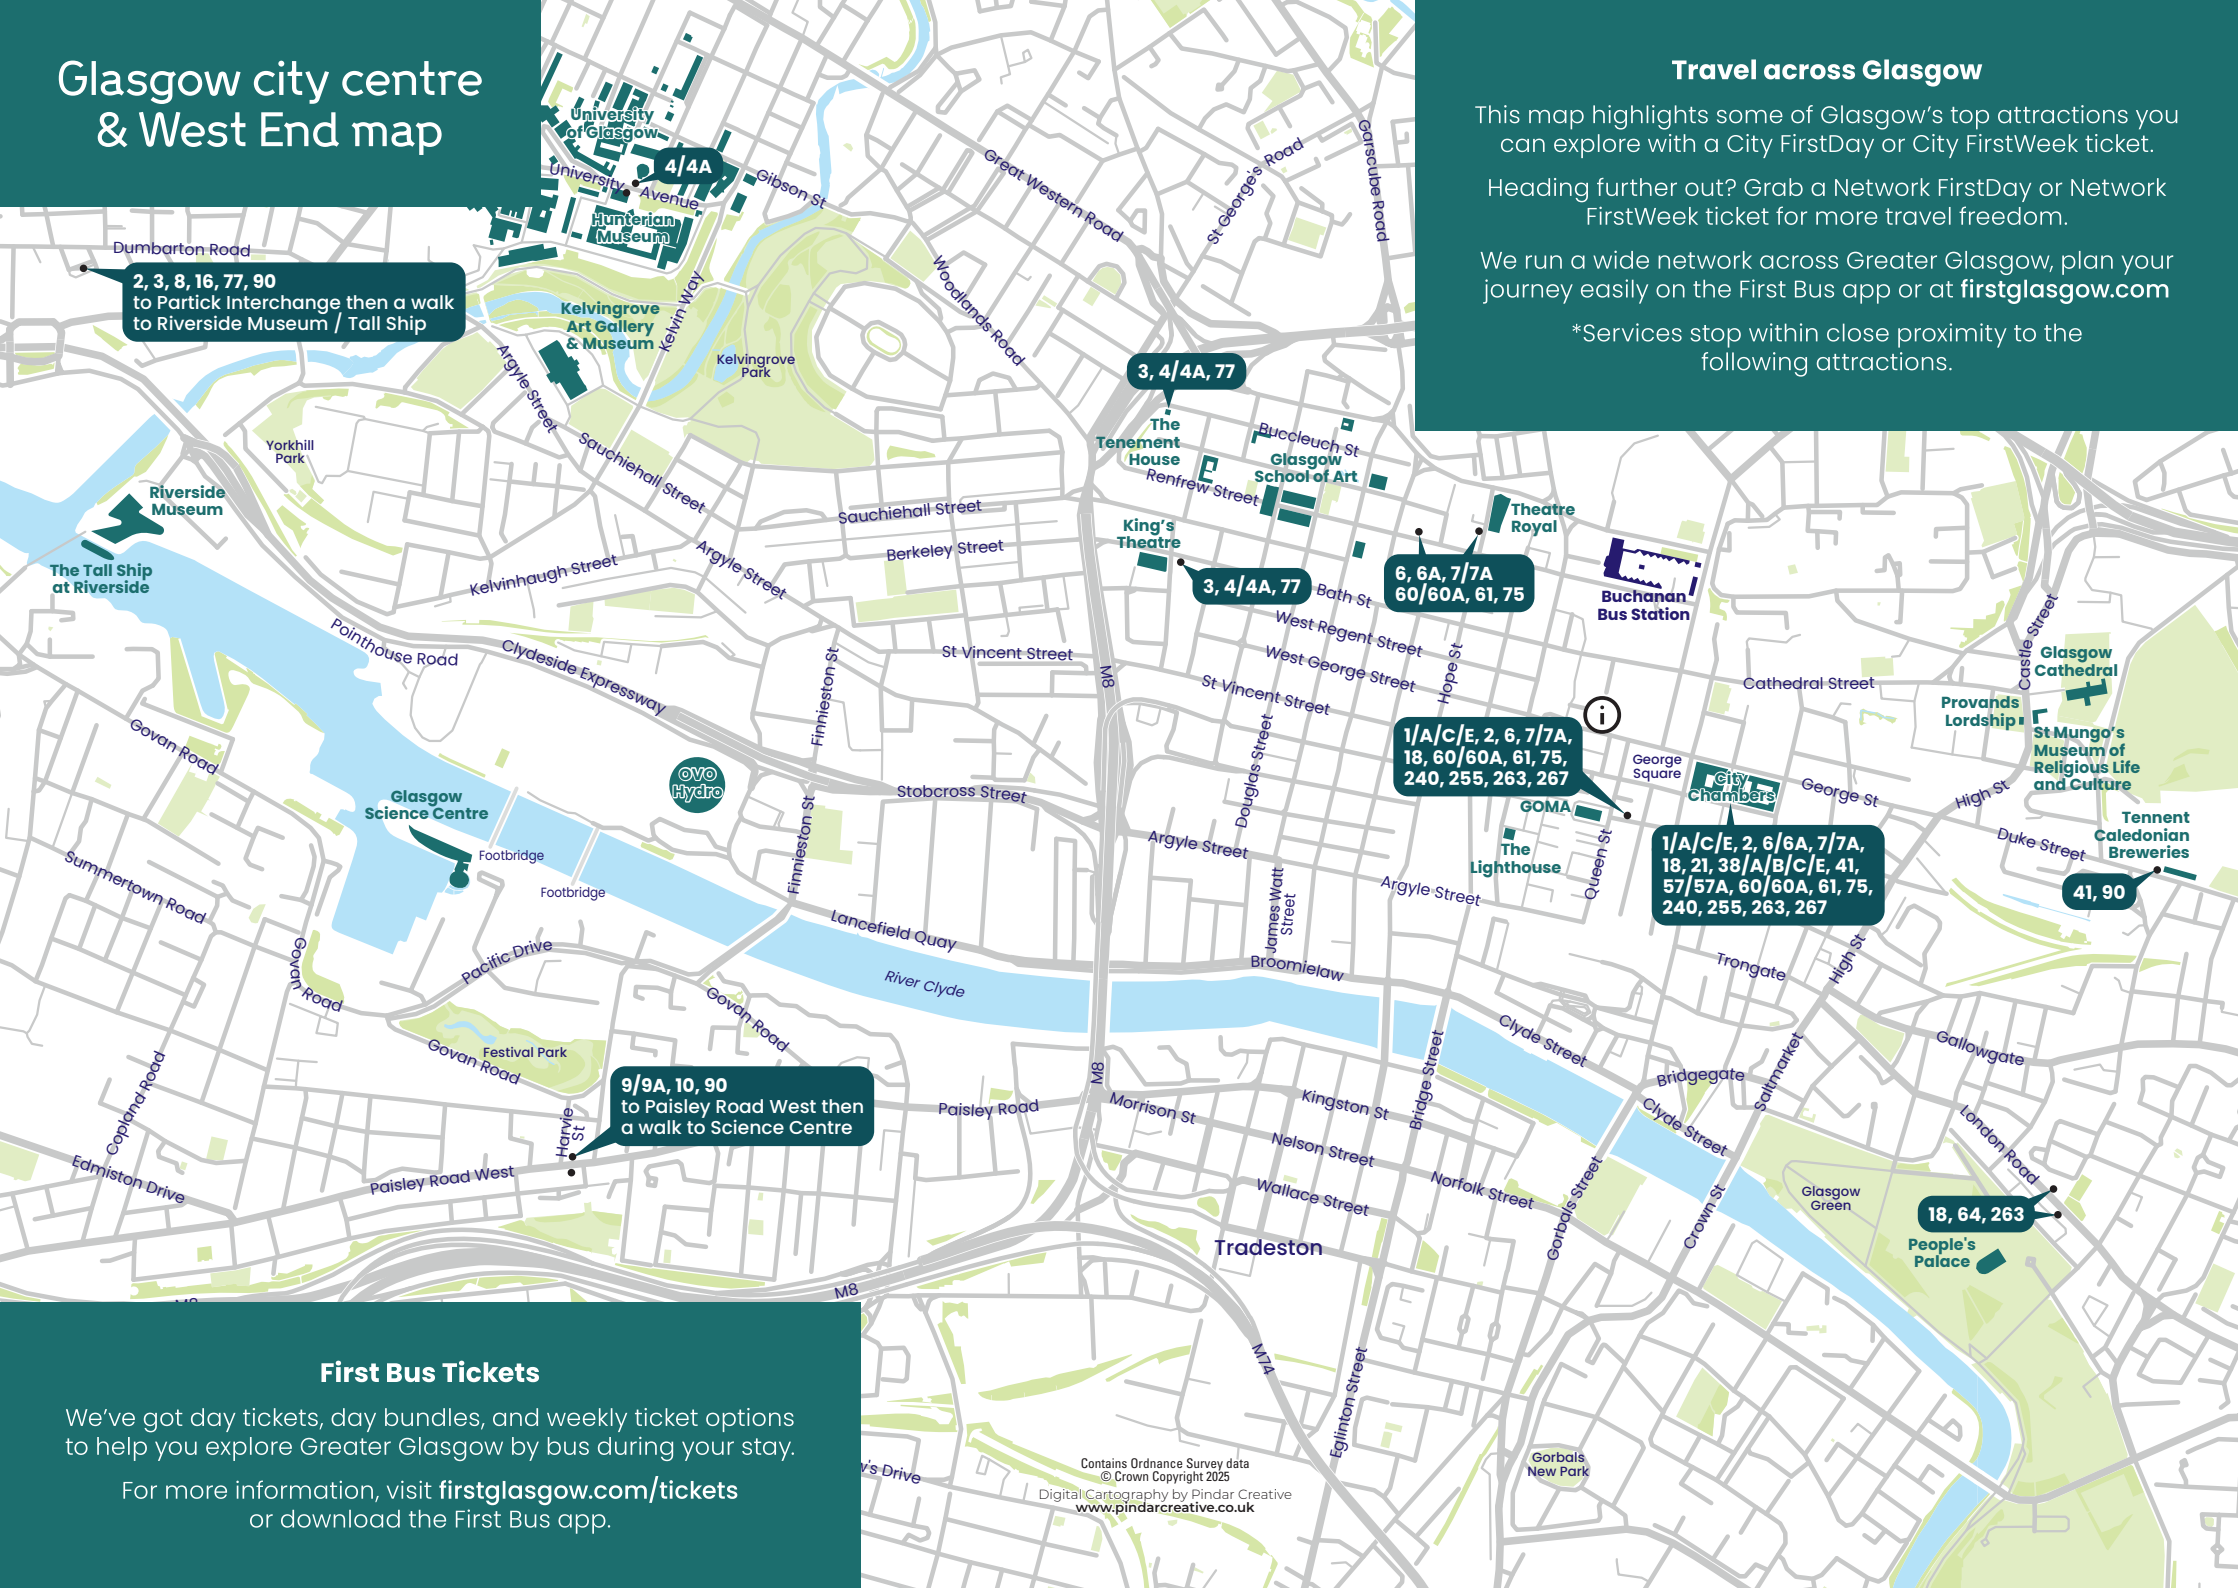 Glasgow city centre
& West End map
Travel across Glasgow
This map highlights some of Glasgow's top attractions you
can explore with a City FirstDay or City FirstWeek ticket.
Heading further out? Grab a Network FirstDay or Network
FirstWeek ticket for more travel freedom.
We run a wide network across Greater Glasgow, plan your
journey easily on the First Bus app or at firstglasgow.com
*Services stop within close proximity to the
following attractions.
University
of Glasgow
4/4A
University Avenue
Gibson St
Hunterian
Museum
Great Western Road
St George's Road
Garscube Road
Dumbarton Road
2, 3, 8, 16, 77, 90
to Partick Interchange then a walk
to Riverside Museum / Tall Ship
Kelvingrove
Art Gallery
& Museum
Kelvin Way
Kelvingrove
Park
Woodlands Road
Argyle Street
Sauchiehall Street
3, 4/4A, 77
The
Tenement
House
Buccleuch St
Glasgow
School of Art
Renfrew Street
Yorkhill
Park
Riverside
Museum
The Tall Ship
at Riverside
Sauchiehall Street
Berkeley Street
Kelvinhaugh Street
Argyle Street
King's
Theatre
3, 4/4A, 77
Theatre
Royal
6, 6A, 7/7A
60/60A, 61, 75
Buchanan
Bus Station
Bath St
West Regent Street
West George Street
St Vincent Street
St Vincent Street
Hope St
M8
Castle Street
Glasgow
Cathedral
Cathedral Street
Provands
Lordship
St Mungo's
Museum of
Religious Life
and Culture
Pointhouse Road
Clydeside Expressway
Finnieston St
Govan Road
Douglas Street
1/A/C/E, 2, 6, 7/7A,
18, 60/60A, 61, 75,
240, 255, 263, 267
i
George
Square
City
Chambers
George St
High St
OVO
Hydro
Stobcross Street
GOMA
Glasgow
Science Centre
Footbridge
Footbridge
Finnieston St
Argyle Street
The
Lighthouse
Queen St
1/A/C/E, 2, 6/6A, 7/7A,
18, 21, 38/A/B/C/E, 41,
57/57A, 60/60A, 61, 75,
240, 255, 263, 267
Duke Street
Tennent
Caledonian
Breweries
41, 90
Summertown Road
Argyle Street
James Watt
Street
Lancefield Quay
Broomielaw
River Clyde
Trongate
High St
Govan Road
Pacific Drive
Govan Road
Clyde Street
Gallowgate
Festival Park
Govan Road
Copland Road
9/9A, 10, 90
to Paisley Road West then
a walk to Science Centre
Harvie
St
M8
Paisley Road
Morrison St
Kingston St
Bridge Street
Bridgegate
Saltmarket
Clyde Street
London Road
Nelson Street
Edmiston Drive
Paisley Road West
Wallace Street
Norfolk Street
Gorbals Street
Crown St
Glasgow
Green
18, 64, 263
People's
Palace
Tradeston
M8
M74
Eglinton Street
First Bus Tickets
We've got day tickets, day bundles, and weekly ticket options
to help you explore Greater Glasgow by bus during your stay.
For more information, visit firstglasgow.com/tickets
or download the First Bus app.
's Drive
Gorbals
New Park
Contains Ordnance Survey data
© Crown Copyright 2025
Digital Cartography by Pindar Creative
www.pindarcreative.co.uk